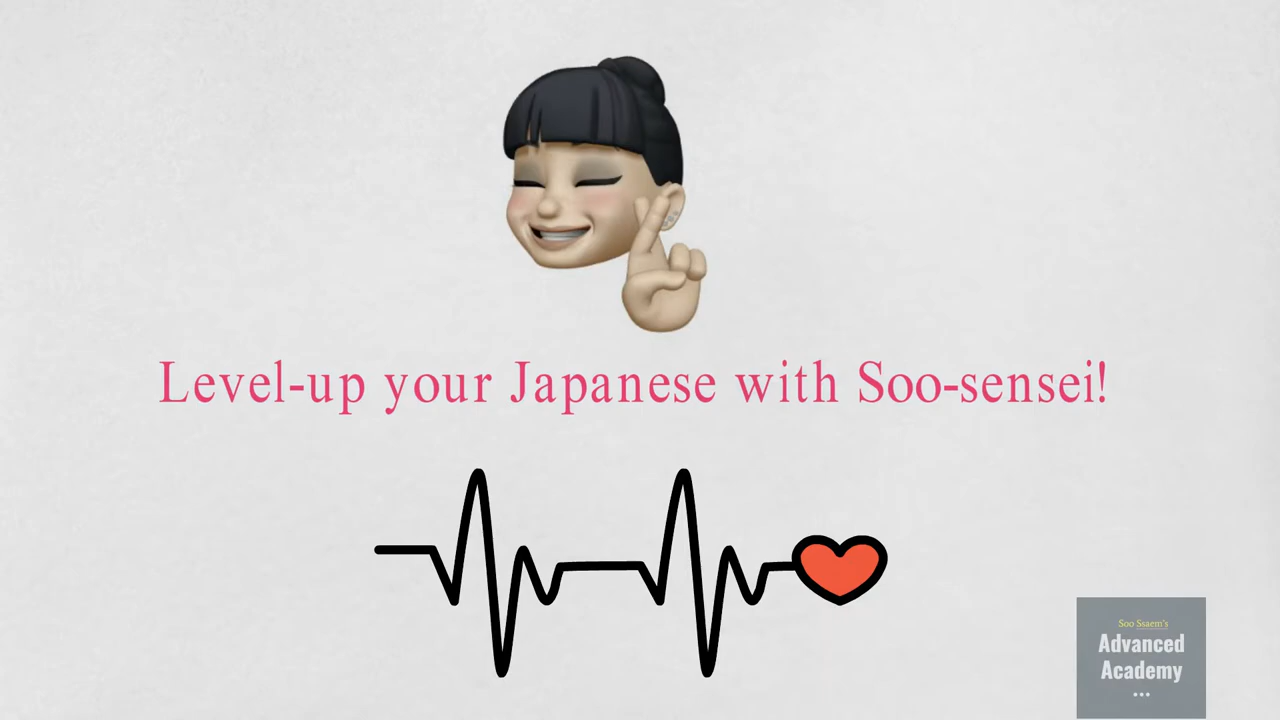 Level-up your Japanese with Soo-sensei!
Soo Ssaem's
Advanced
Academy
...